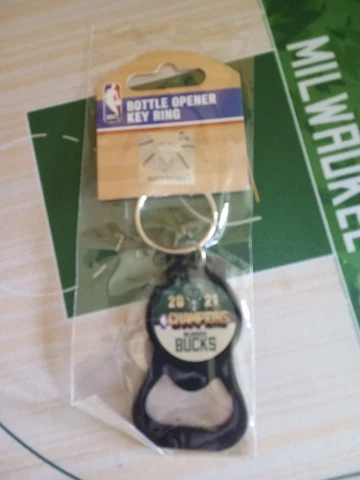 BOTTLE OPENER
KEY RING
20 21
CHAMPIONS
BUCKS
MILWAUKEE